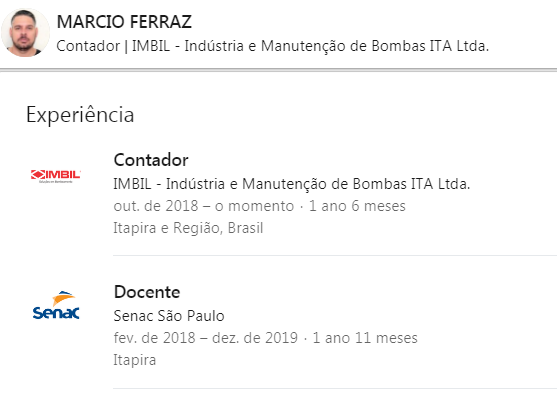 MARCIO FERRAZ
Contador | IMBIL - Indústria e Manutenção de Bombas ITA Ltda.
Experiência
Contador
IMBIL
IMBIL - Indústria e Manutenção de Bombas ITA Ltda.
out. de 2018 – o momento · 1 ano 6 meses
Itapira e Região, Brasil
Docente
Senac
Senac São Paulo
fev. de 2018 – dez. de 2019 · 1 ano 11 meses
Itapira